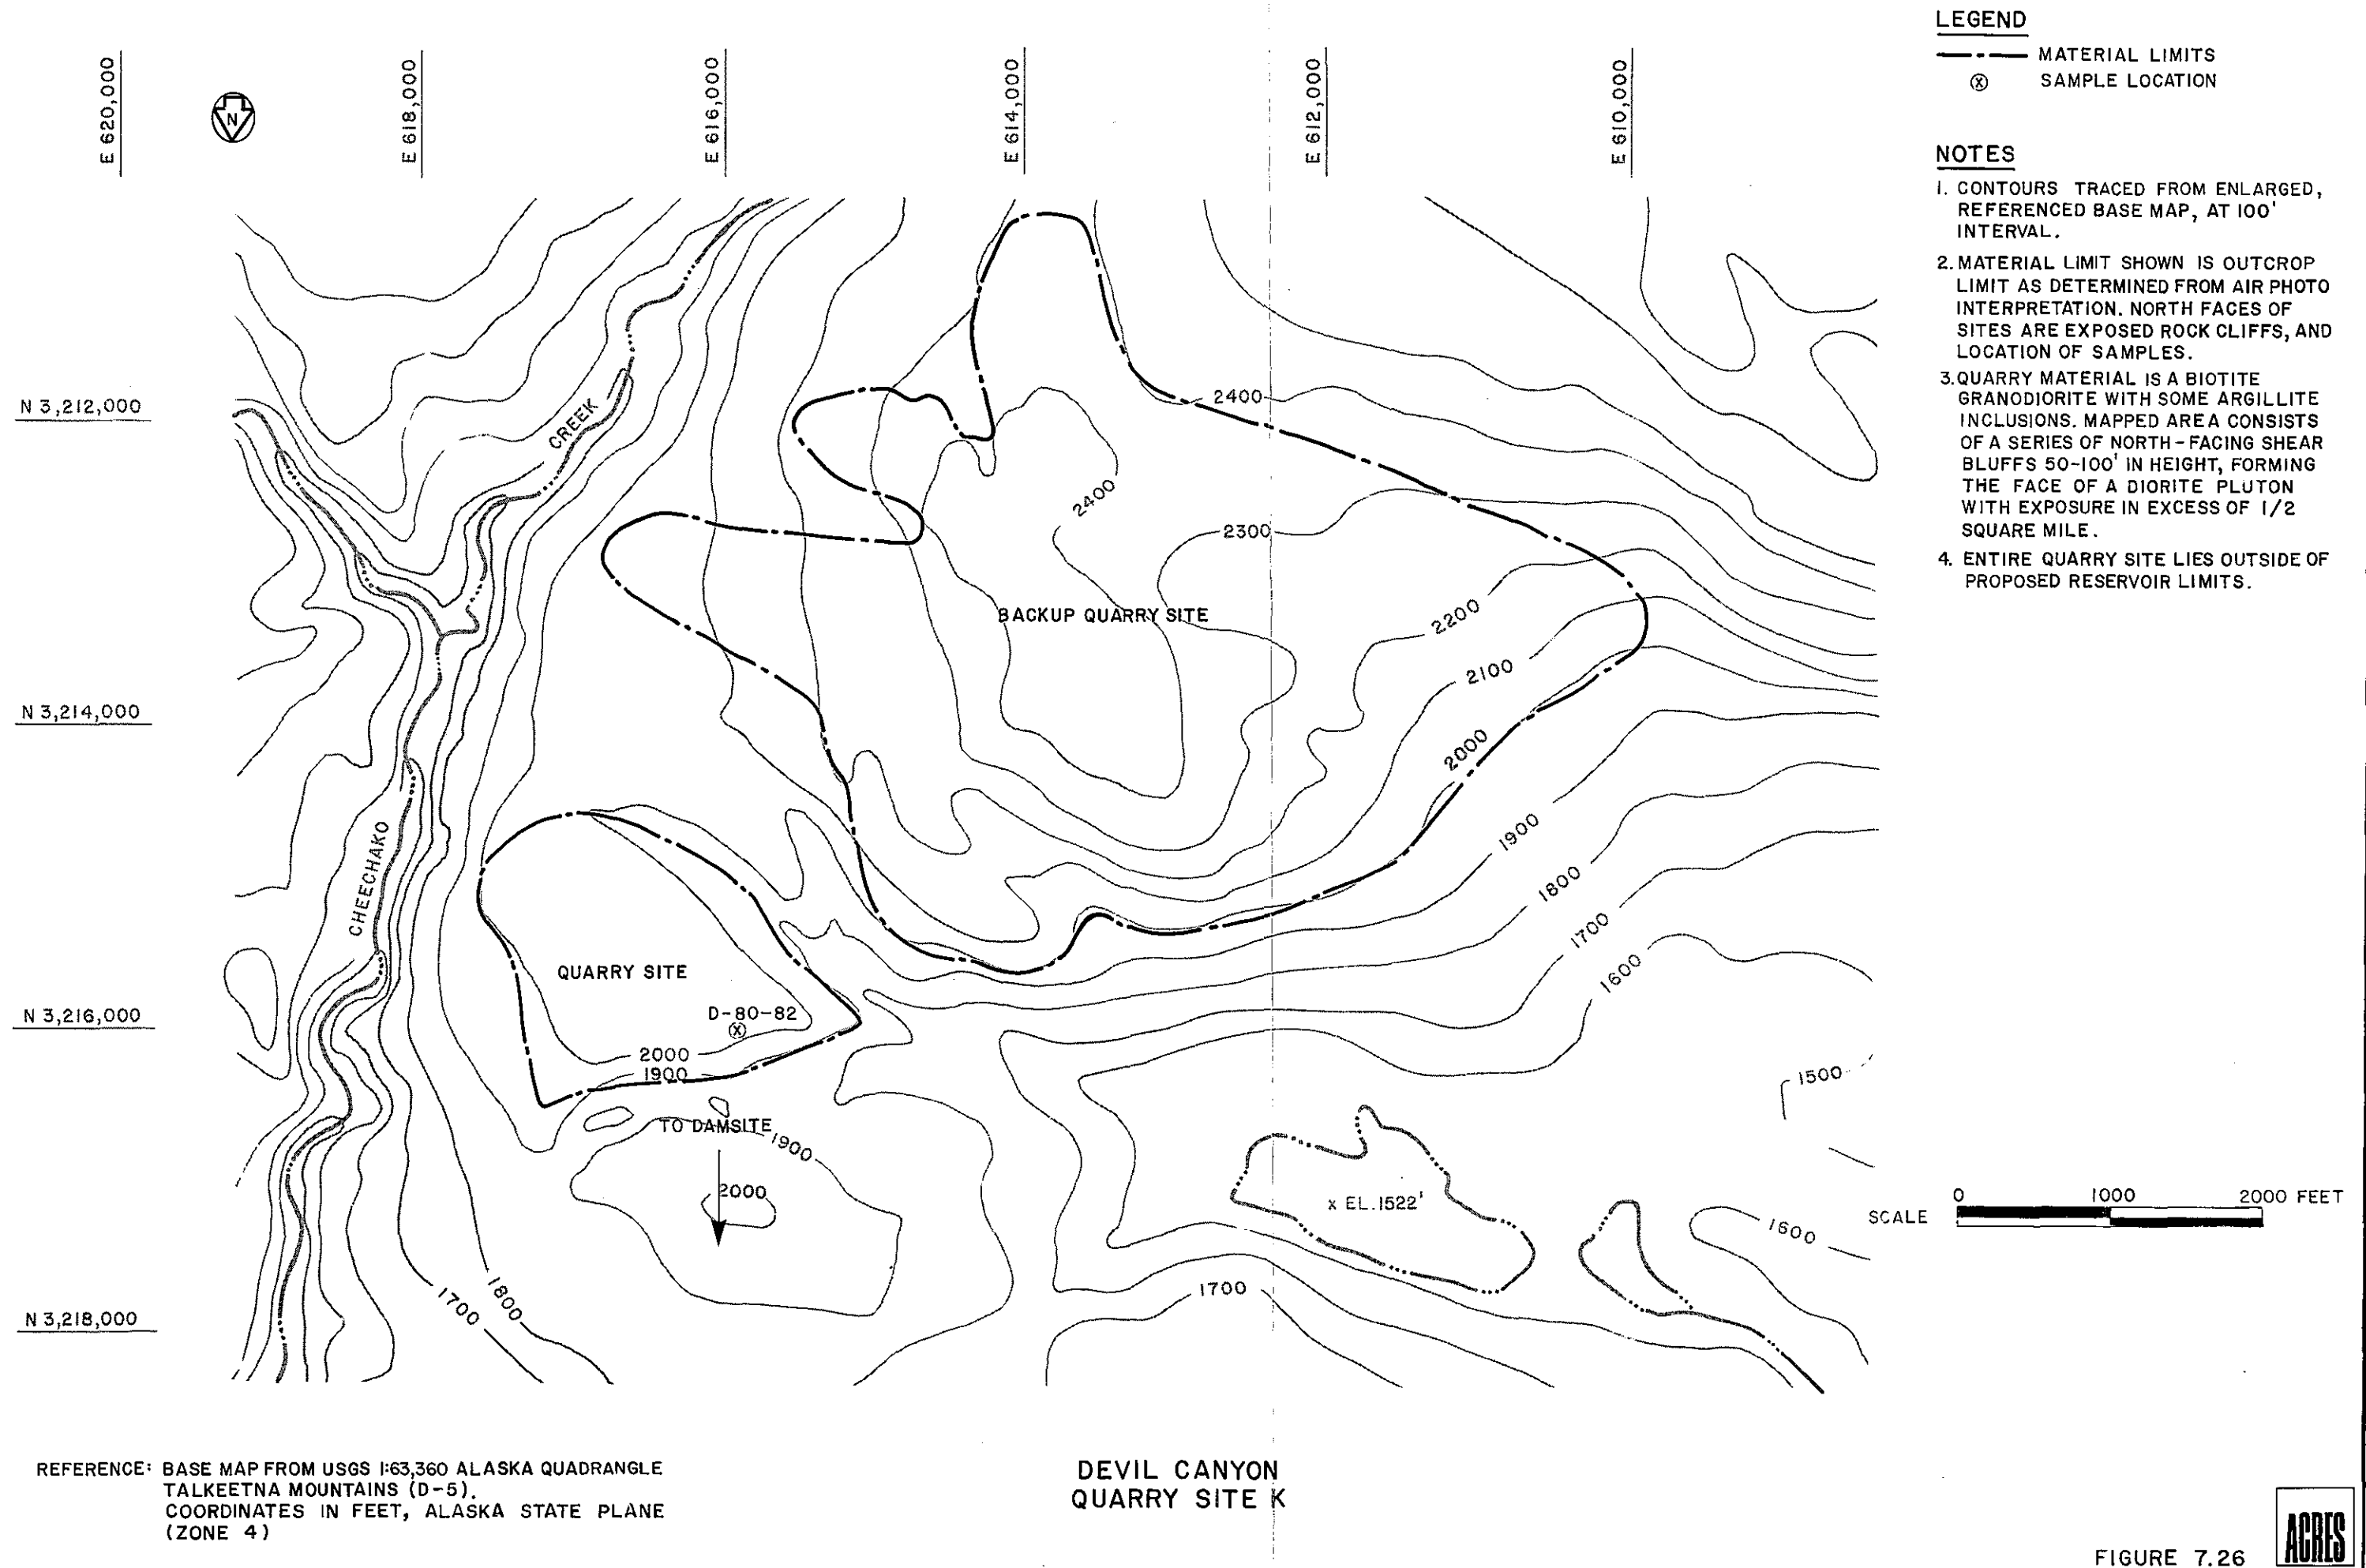 LEGEND
MATERIAL LIMITS
SAMPLE LOCATION
NOTES
1. CONTOURS TRACED FROM ENLARGED,
REFERENCED BASE MAP, AT 100'
INTERVAL.
2. MATERIAL LIMIT SHOWN IS OUTCROP
LIMIT AS DETERMINED FROM AIR PHOTO
INTERPRETATION. NORTH FACES OF
SITES ARE EXPOSED ROCK CLIFFS, AND
LOCATION OF SAMPLES.
3. QUARRY MATERIAL IS A BIOTITE
GRANODIORITE WITH SOME ARGILLITE
INCLUSIONS. MAPPED AREA CONSISTS
OF A SERIES OF NORTH-FACING SHEAR
BLUFFS 50-100' IN HEIGHT, FORMING
THE FACE OF A DIORITE PLUTON
WITH EXPOSURE IN EXCESS OF 1/2
SQUARE MILE.
4. ENTIRE QUARRY SITE LIES OUTSIDE OF
PROPOSED RESERVOIR LIMITS.
E 620,000
E 618,000
E 616,000
E 614,000
E 612,000
E 610,000
N
N 3,212,000
N 3,214,000
N 3,216,000
N 3,218,000
CREEK
CHEECHAKO
2400
2400
2300
BACKUP QUARRY SITE
2200
2100
2000
1900
1800
1700
1600
1500
QUARRY SITE
D-80-82
2000
1900
TO DAMSITE
1900
2000
x EL. 1522'
1600
1700
1700
1800
0 1000 2000 FEET
SCALE
REFERENCE: BASE MAP FROM USGS 1:63,360 ALASKA QUADRANGLE
TALKEETNA MOUNTAINS (D-5).
COORDINATES IN FEET, ALASKA STATE PLANE
(ZONE 4)
DEVIL CANYON
QUARRY SITE K
ACRES
FIGURE 7.26